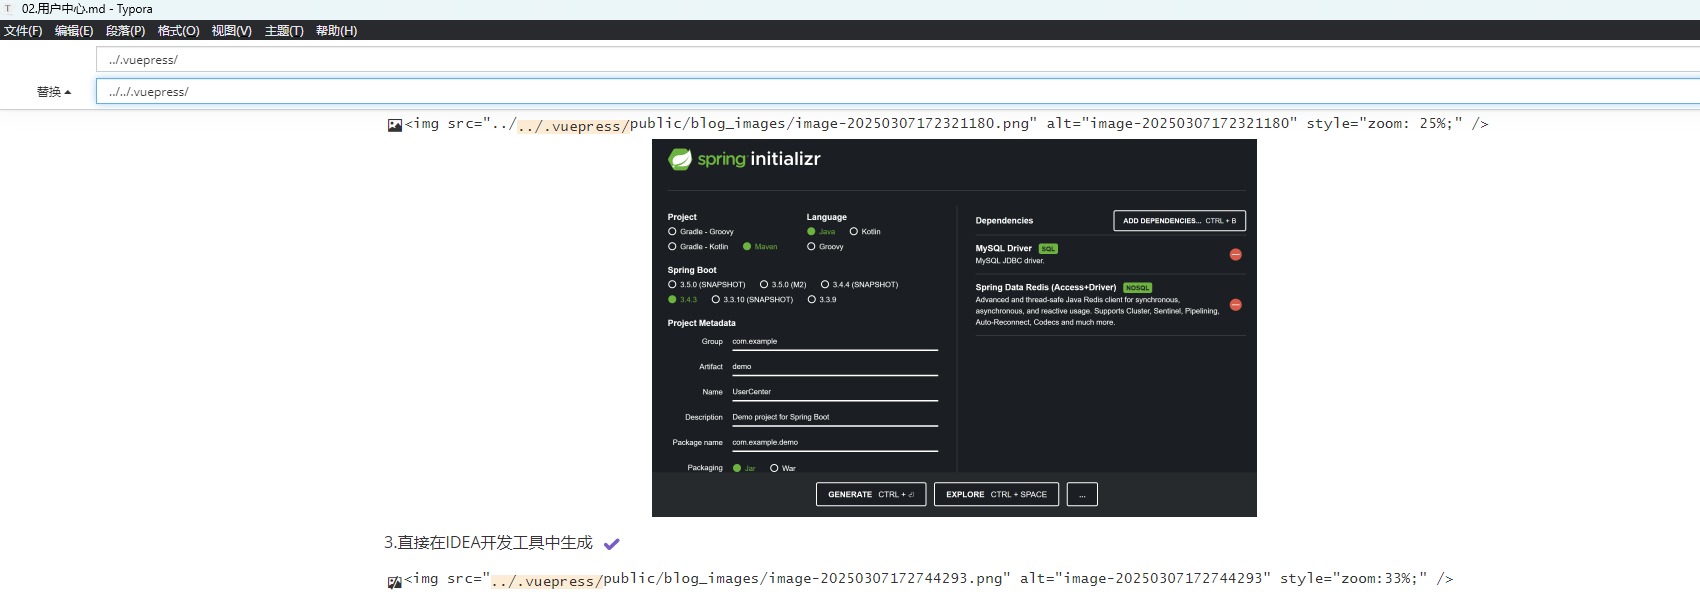 02.用户中心.md - Typora
文件(F) 编辑(E) 段落(P) 格式(O) 视图(V) 主题(T) 帮助(H)
../.vuepress/
替换 ../../.vuepress/
<img src="../../.vuepress/public/blog_images/image-20250307172321180.png" alt="image-20250307172321180" style="zoom: 25%;" />
spring initializr
Project
Gradle - Groovy
Gradle - Kotlin Maven
Language
Java Kotlin
Groovy
Spring Boot
3.5.0 (SNAPSHOT) 3.5.0 (M2) 3.4.4 (SNAPSHOT)
3.4.3 3.3.10 (SNAPSHOT) 3.3.9
Project Metadata
Group com.example
Artifact demo
Name UserCenter
Description Demo project for Spring Boot
Package name com.example.demo
Packaging Jar War
Dependencies ADD DEPENDENCIES... CTRL + B
MySQL Driver SQL
MySQL JDBC driver.
Spring Data Redis (Access+Driver) NOSQL
Advanced and thread-safe Java Redis client for synchronous,
asynchronous, and reactive usage. Supports Cluster, Sentinel, Pipelining,
Auto-Reconnect, Codecs and much more.
GENERATE CTRL + ⏎ EXPLORE CTRL + SPACE ...
3.直接在IDEA开发工具中生成
<img src="../.vuepress/public/blog_images/image-20250307172744293.png" alt="image-20250307172744293" style="zoom:33%;" />